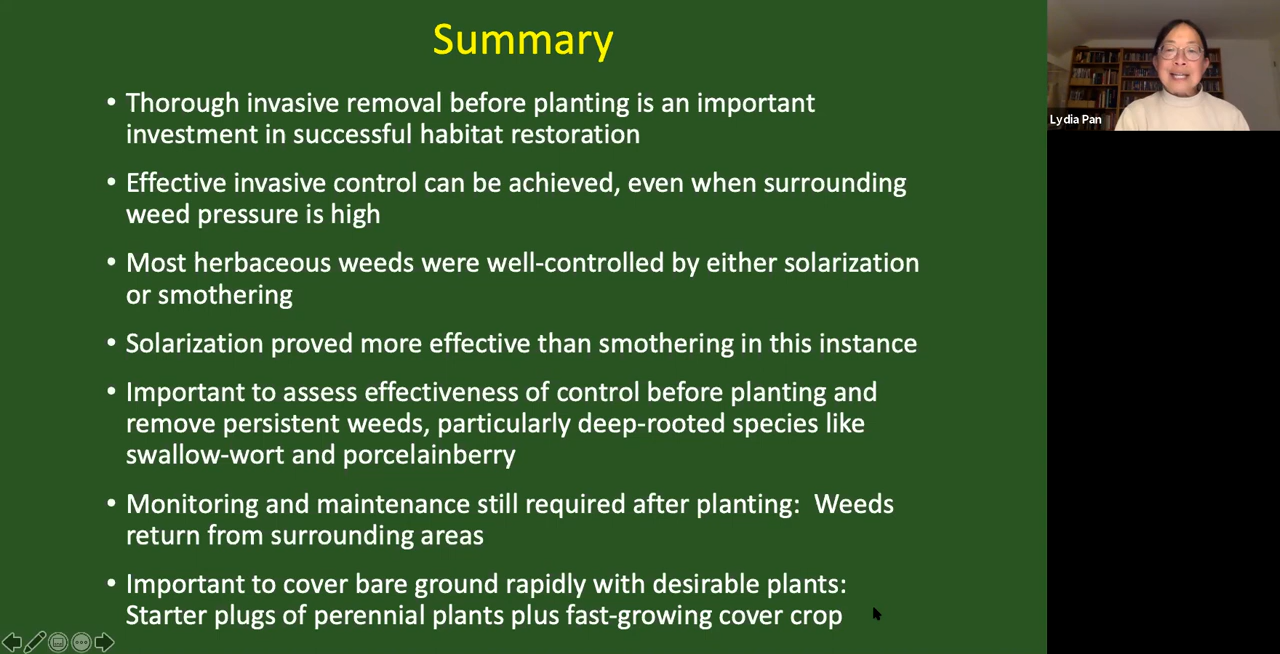 Summary
• Thorough invasive removal before planting is an important
investment in successful habitat restoration
• Effective invasive control can be achieved, even when surrounding
weed pressure is high
• Most herbaceous weeds were well-controlled by either solarization
or smothering
• Solarization proved more effective than smothering in this instance
• Important to assess effectiveness of control before planting and
remove persistent weeds, particularly deep-rooted species like
swallow-wort and porcelainberry
• Monitoring and maintenance still required after planting:  Weeds
return from surrounding areas
• Important to cover bare ground rapidly with desirable plants:
Starter plugs of perennial plants plus fast-growing cover crop
Lydia Pan